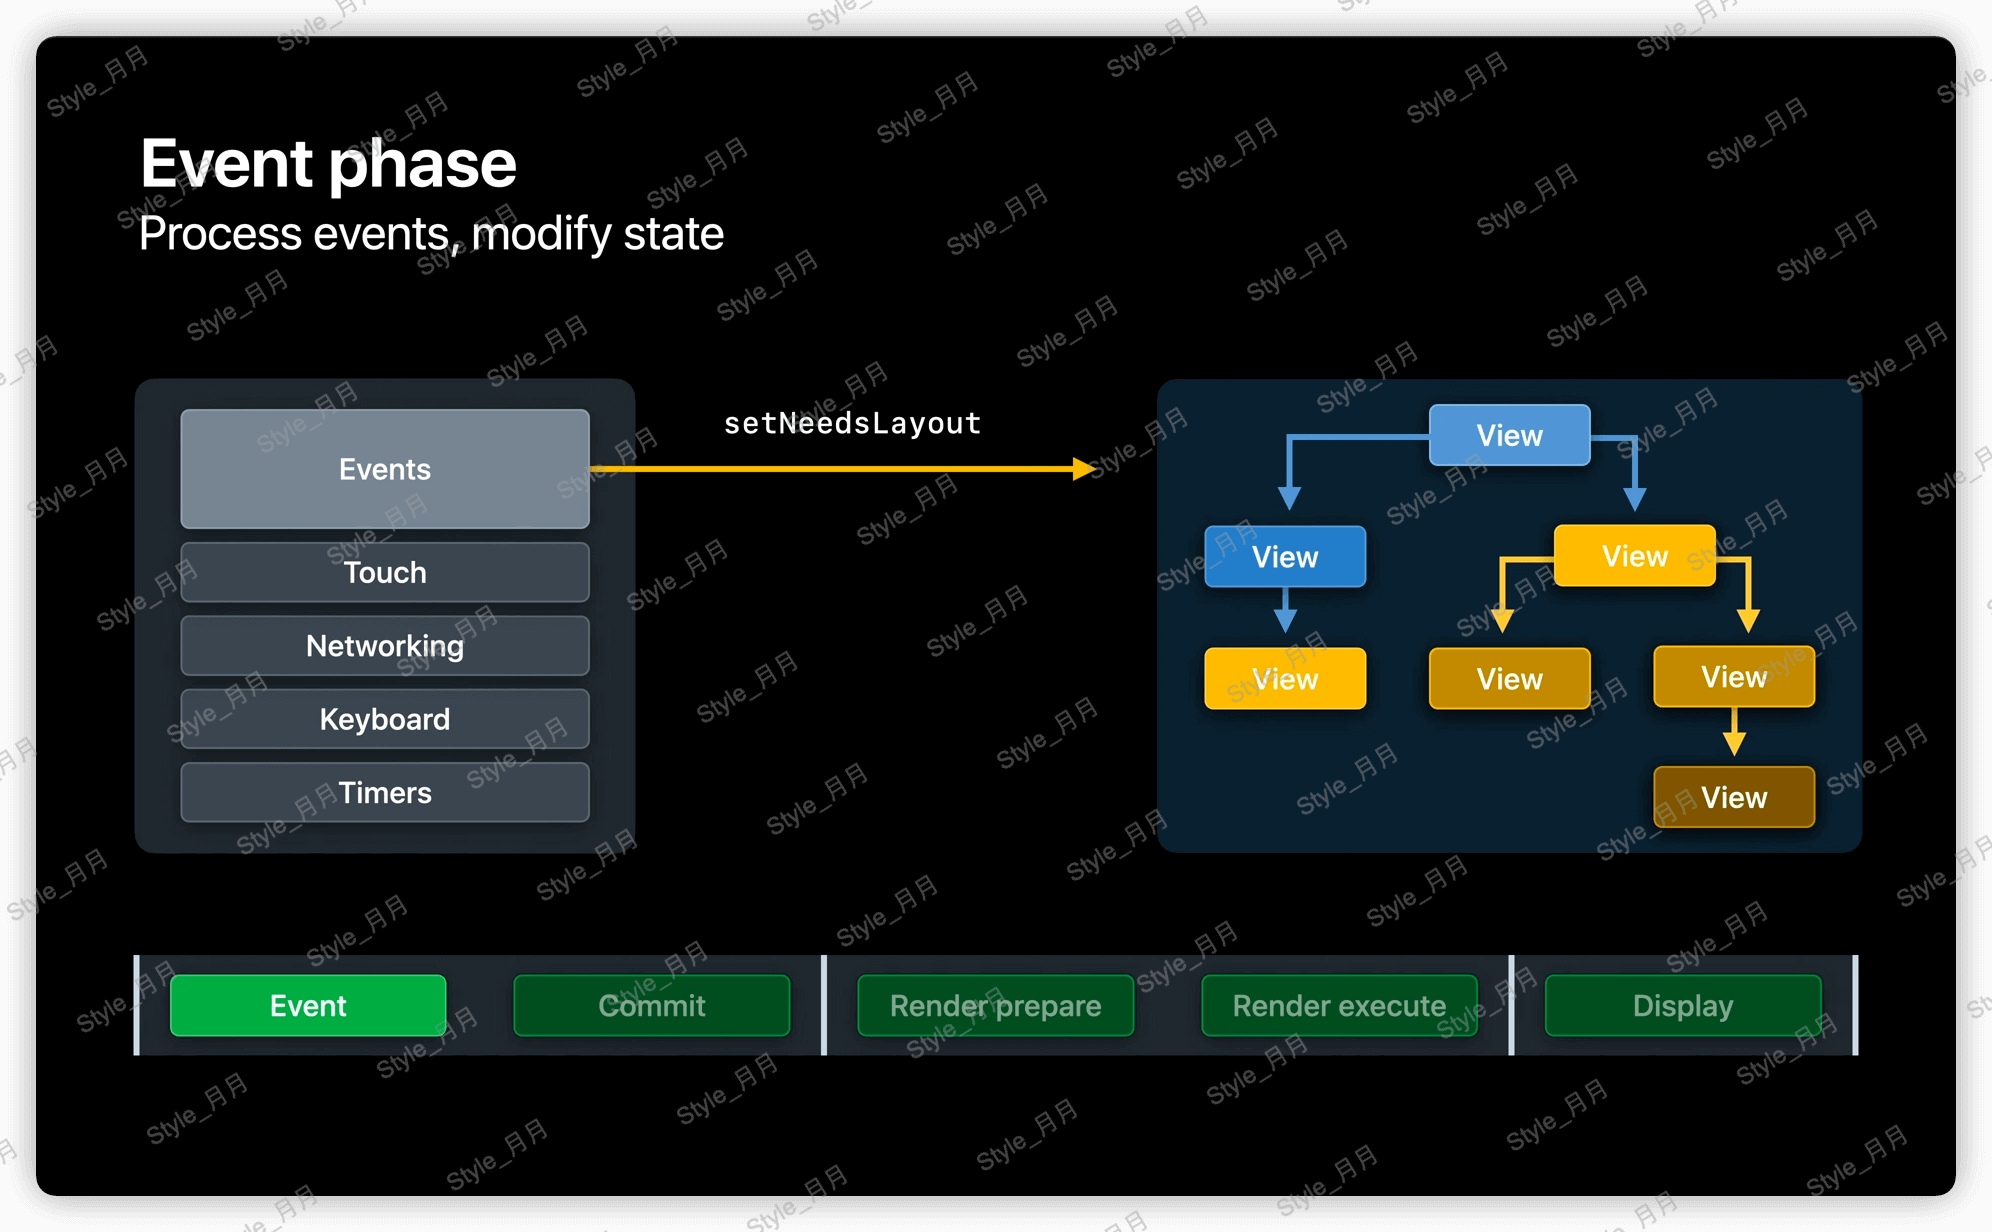 Event phase
Process events, modify state
Events
Touch
Networking
Keyboard
Timers
setNeedsLayout
View
View
View
View
View
View
View
Event
Commit
Render prepare
Render execute
Display
Style_月月